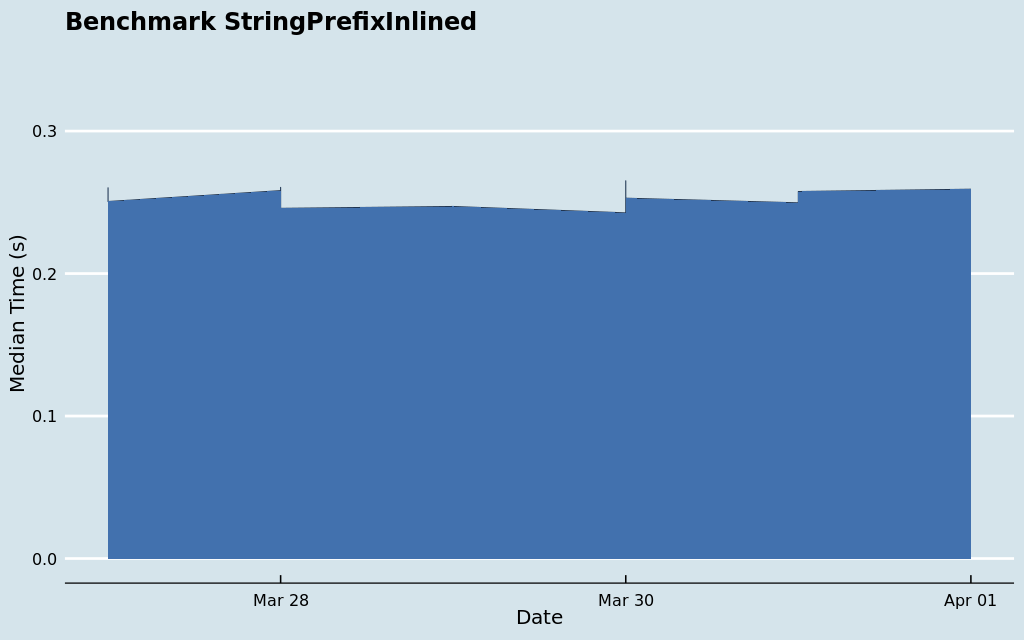 Benchmark StringPrefixInlined
0.3
0.2
0.1
0.0
Median Time (s)
Mar 28
Mar 30
Apr 01
Date